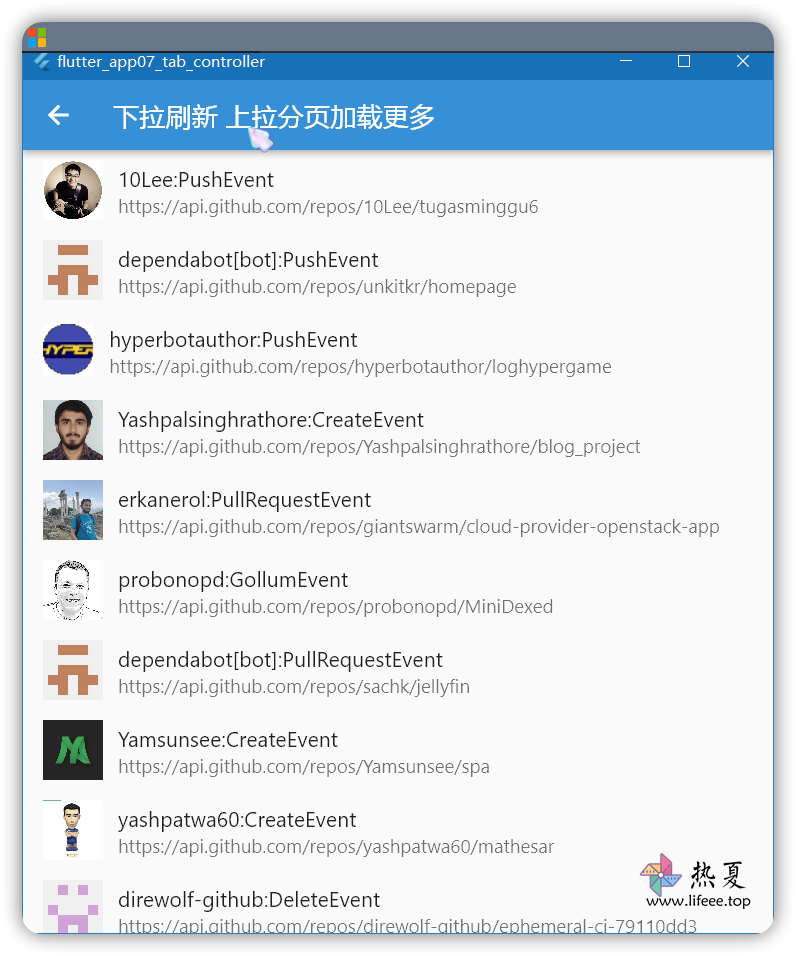 flutter_app07_tab_controller
下拉刷新 上拉分页加载更多
10Lee:PushEvent
https://api.github.com/repos/10Lee/tugasminggu6
dependabot[bot]:PushEvent
https://api.github.com/repos/unkitkr/homepage
HYPER
hyperbotauthor:PushEvent
https://api.github.com/repos/hyperbotauthor/loghypergame
Yashpalsinghrathore:CreateEvent
https://api.github.com/repos/Yashpalsinghrathore/blog_project
erkanerol:PullRequestEvent
https://api.github.com/repos/giantswarm/cloud-provider-openstack-app
probonopd:GollumEvent
https://api.github.com/repos/probonopd/MiniDexed
dependabot[bot]:PullRequestEvent
https://api.github.com/repos/sachk/jellyfin
Yamsunsee:CreateEvent
https://api.github.com/repos/Yamsunsee/spa
yashpatwa60:CreateEvent
https://api.github.com/repos/yashpatwa60/mathesar
direwolf-github:DeleteEvent
https://api.github.com/repos/direwolf-github/ephemeral-ci-79110dd3
热夏
www.lifeee.top